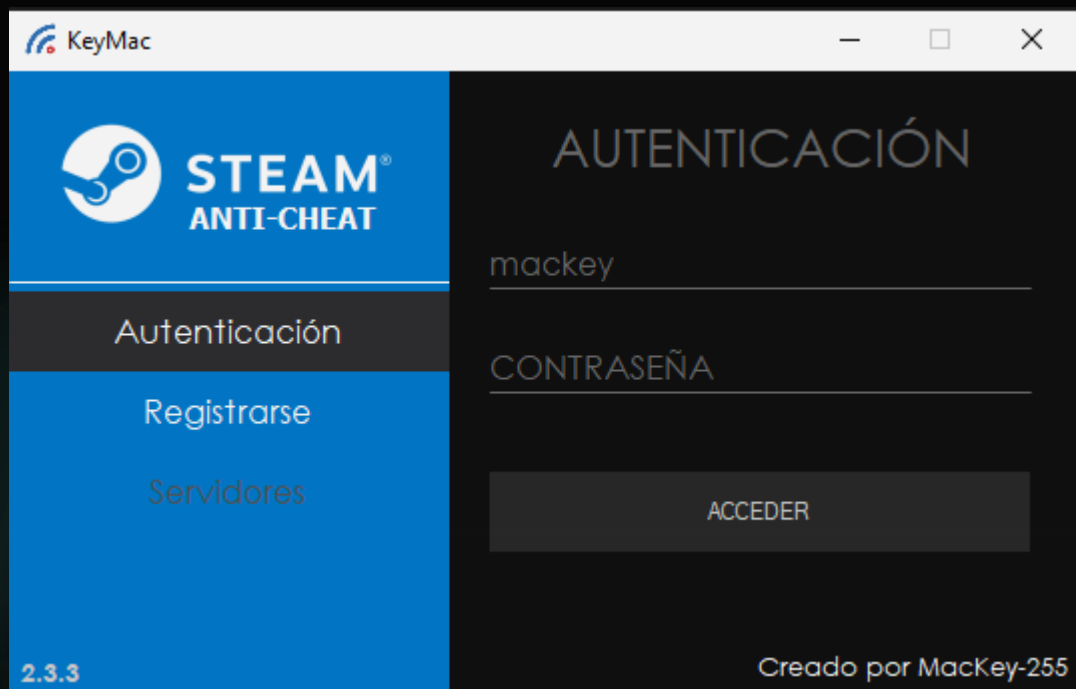 KeyMac
STEAM®
ANTI-CHEAT
Autenticación
Registrarse
Servidores
2.3.3
AUTENTICACIÓN
mackey
CONTRASEÑA
ACCEDER
Creado por MacKey-255